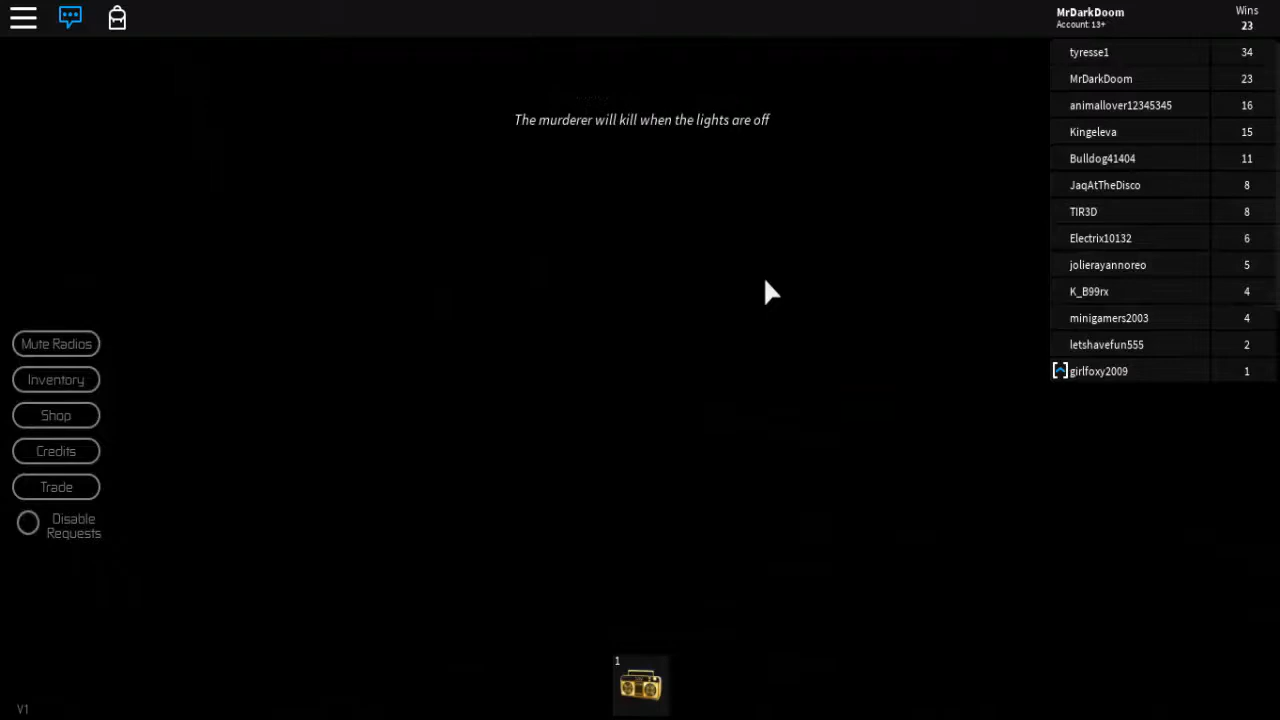 MrDarkDoom
Account: 13+
Wins
23
tyresse1 34
MrDarkDoom 23
animallover12345345 16
Kingeleva 15
Bulldog41404 11
JaqAtTheDisco 8
TIR3D 8
Electrix10132 6
jolierayannoreo 5
K_B99rx 4
minigamers2003 4
letshavefun555 2
girlfoxy2009 1
The murderer will kill when the lights are off
Mute Radios
Inventory
Shop
Credits
Trade
Disable
Requests
1
V1